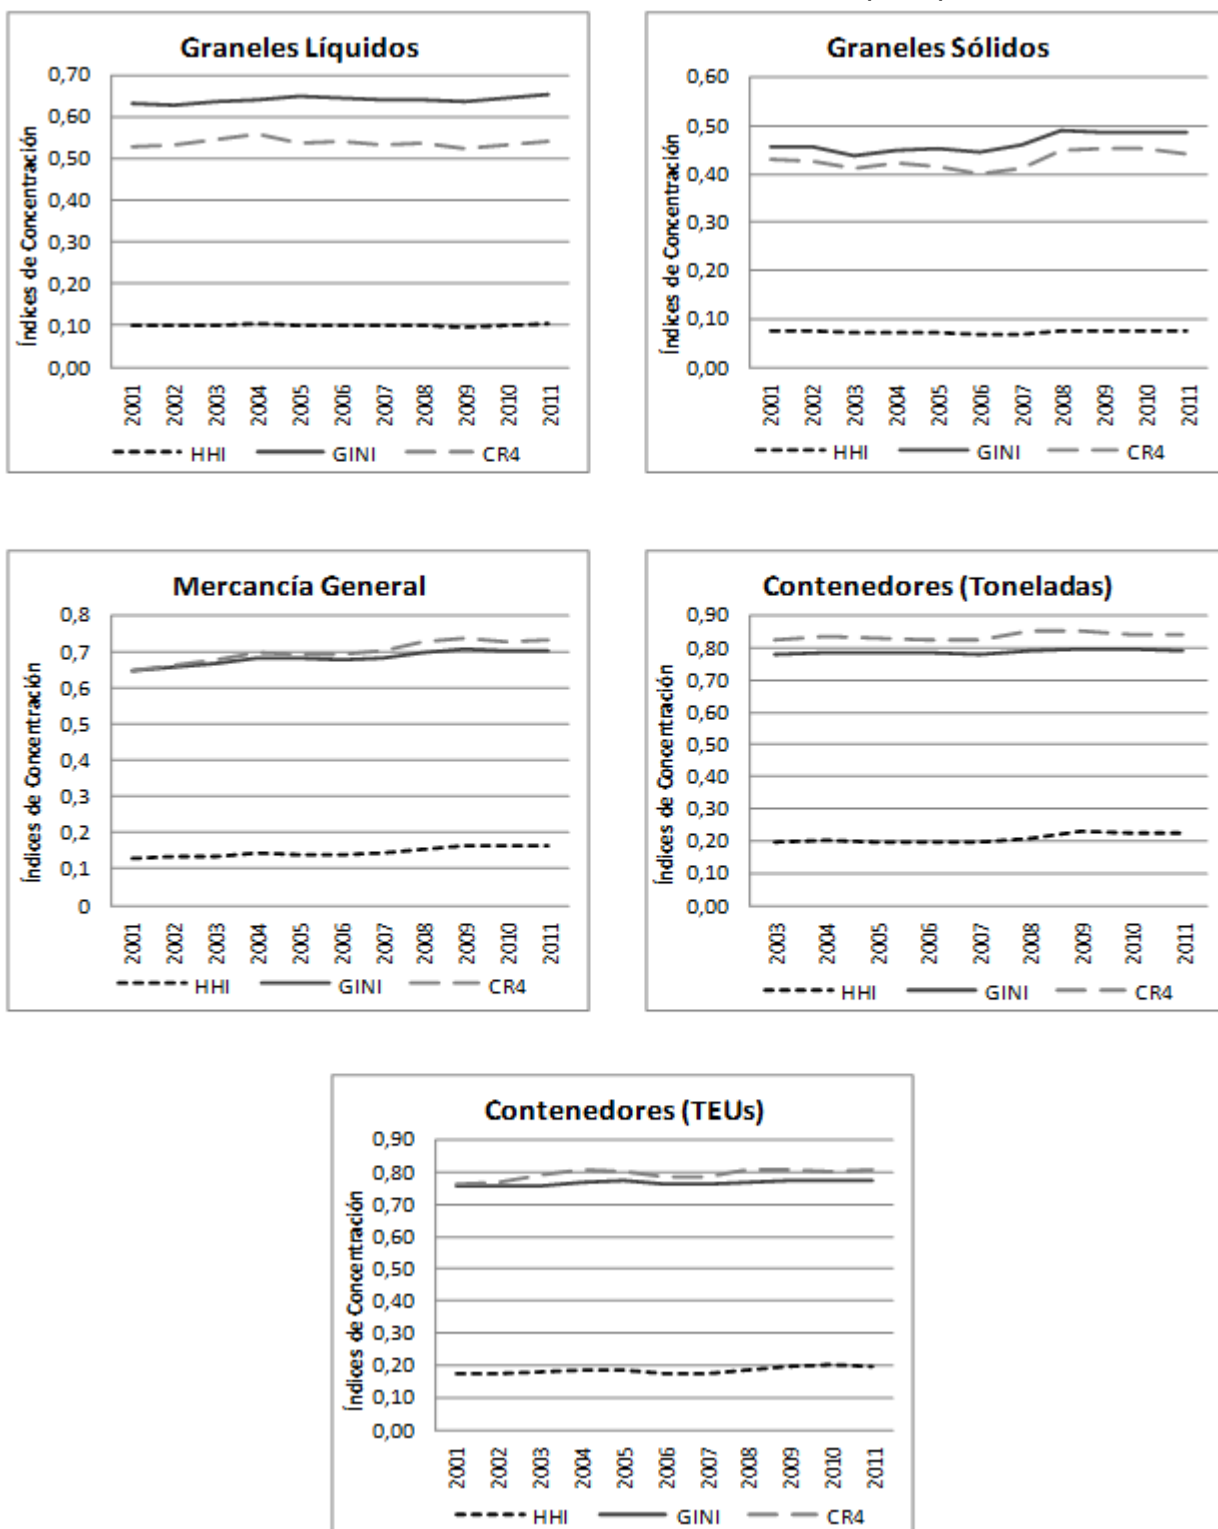 Graneles Líquidos
Índices de Concentración
0,70
0,60
0,50
0,40
0,30
0,20
0,10
0,00
2001 2002 2003 2004 2005 2006 2007 2008 2009 2010 2011
HHI GINI CR4
Graneles Sólidos
Índices de Concentración
0,60
0,50
0,40
0,30
0,20
0,10
0,00
2001 2002 2003 2004 2005 2006 2007 2008 2009 2010 2011
HHI GINI CR4
Mercancía General
Índices de Concentración
0,8
0,7
0,6
0,5
0,4
0,3
0,2
0,1
0
2001 2002 2003 2004 2005 2006 2007 2008 2009 2010 2011
HHI GINI CR4
Contenedores (Toneladas)
Índices de Concentración
0,90
0,80
0,70
0,60
0,50
0,40
0,30
0,20
0,10
0,00
2003 2004 2005 2006 2007 2008 2009 2010 2011
HHI GINI CR4
Contenedores (TEUs)
Índices de Concentración
0,90
0,80
0,70
0,60
0,50
0,40
0,30
0,20
0,10
0,00
2001 2002 2003 2004 2005 2006 2007 2008 2009 2010 2011
HHI GINI CR4